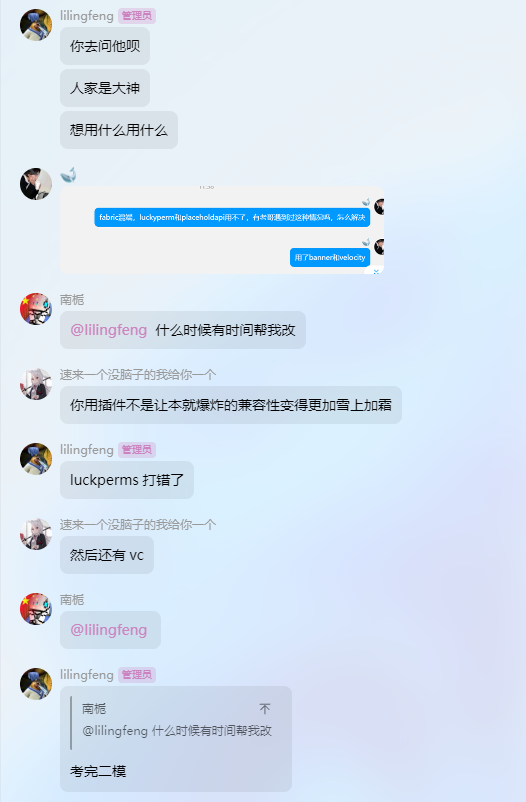 lilingfeng 管理员
你去问他呗
人家是大神
想用什么用什么
11:36
fabric混端，luckyperm和placeholdapi用不了，有老哥遇到过这种情况吗，怎么解决
用了banner和velocity
南栀
@lilingfeng 什么时候有时间帮我改
速来一个没脑子的我给你一个
你用插件不是让本就爆炸的兼容性变得更加雪上加霜
lilingfeng 管理员
luckperms 打错了
速来一个没脑子的我给你一个
然后还有 vc
南栀
@lilingfeng
lilingfeng 管理员
南栀
@lilingfeng 什么时候有时间帮我改
考完二模